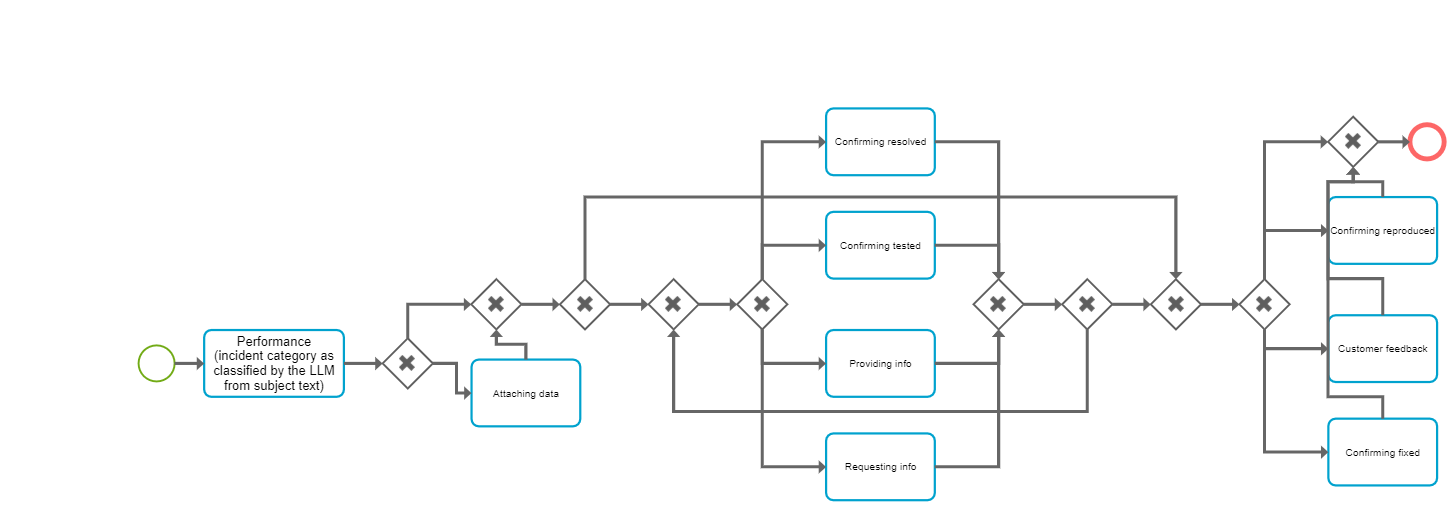 Performance
(incident category as
classified by the LLM
from subject text)
Attaching data
Confirming resolved
Confirming tested
Providing info
Requesting info
Confirming reproduced
Customer feedback
Confirming fixed